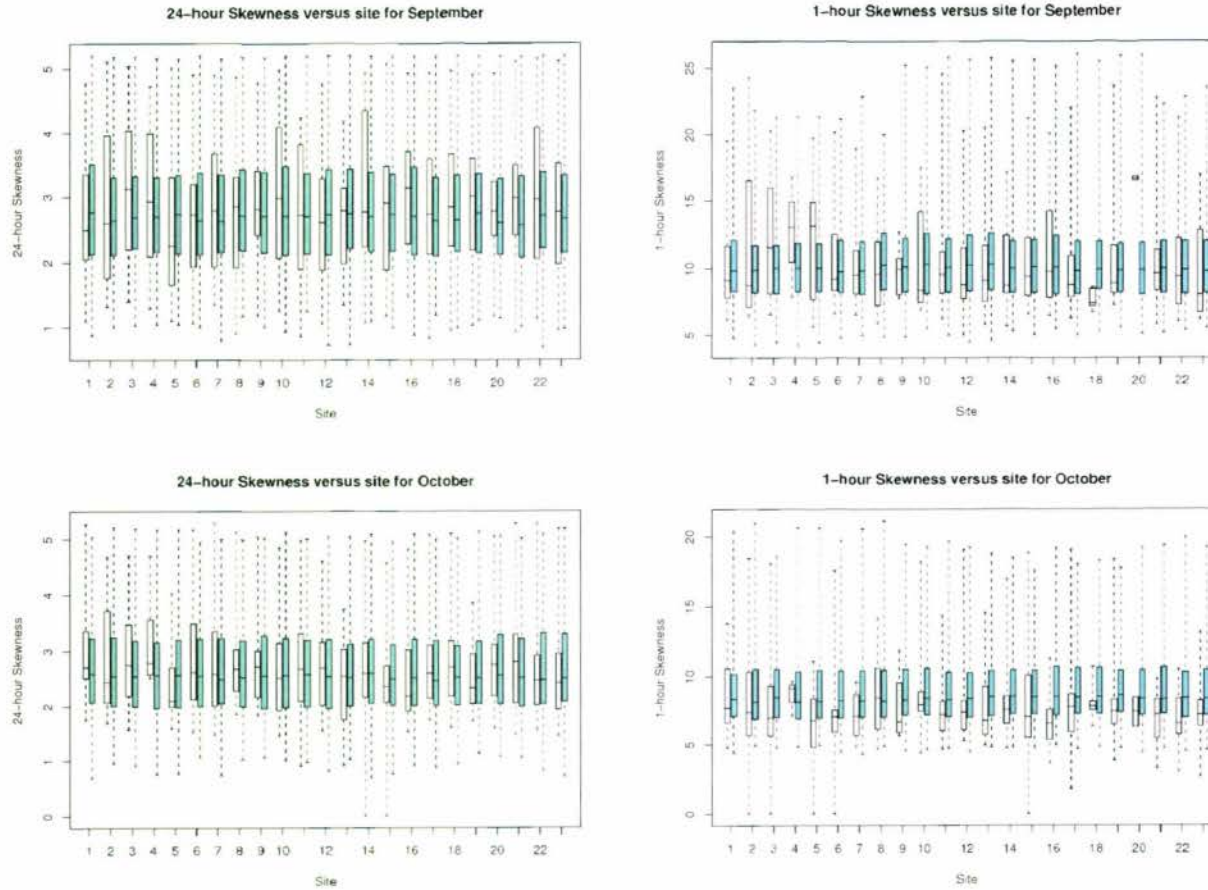 24-hour Skewness versus site for September
24-hour Skewness
5
4
3
2
1
1 2 3 4 5 6 7 8 9 10 12 14 16 18 20 22
Site
1-hour Skewness versus site for September
1-hour Skewness
25
20
15
10
5
1 2 3 4 5 6 7 8 9 10 12 14 16 18 20 22
Site
24-hour Skewness versus site for October
24-hour Skewness
5
4
3
2
1
0
1 2 3 4 5 6 7 8 9 10 12 14 16 18 20 22
Site
1-hour Skewness versus site for October
1-hour Skewness
20
15
10
5
0
1 2 3 4 5 6 7 8 9 10 12 14 16 18 20 22
Site